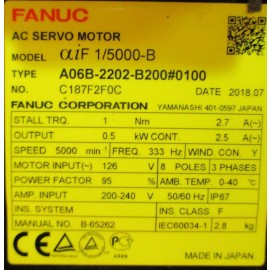 FANUC
AC SERVO MOTOR
MODEL αiF 1/5000-B
TYPE A06B-2202-B200#0100
NO. C187F2F0C DATE 2018.07
FANUC CORPORATION YAMANASHI 401-0597 JAPAN
STALL TRQ. 1 Nm 2.7 A(~)
OUTPUT 0.5 kW CONT. 2.5 A(~)
SPEED 5000 min⁻¹ FREQ. 333 Hz WIND. CON. Y
MOTOR INPUT(~) 126 V 8 POLES 3 PHASES
POWER FACTOR 95 % AMB. TEMP. 0-40 ℃
AMP. INPUT 200-240 V 50/60 Hz IP67
INS. SYSTEM INS. CLASS F
MANUAL NO. B-65262 IEC60034-1 2.8 kg
CE MADE IN JAPAN